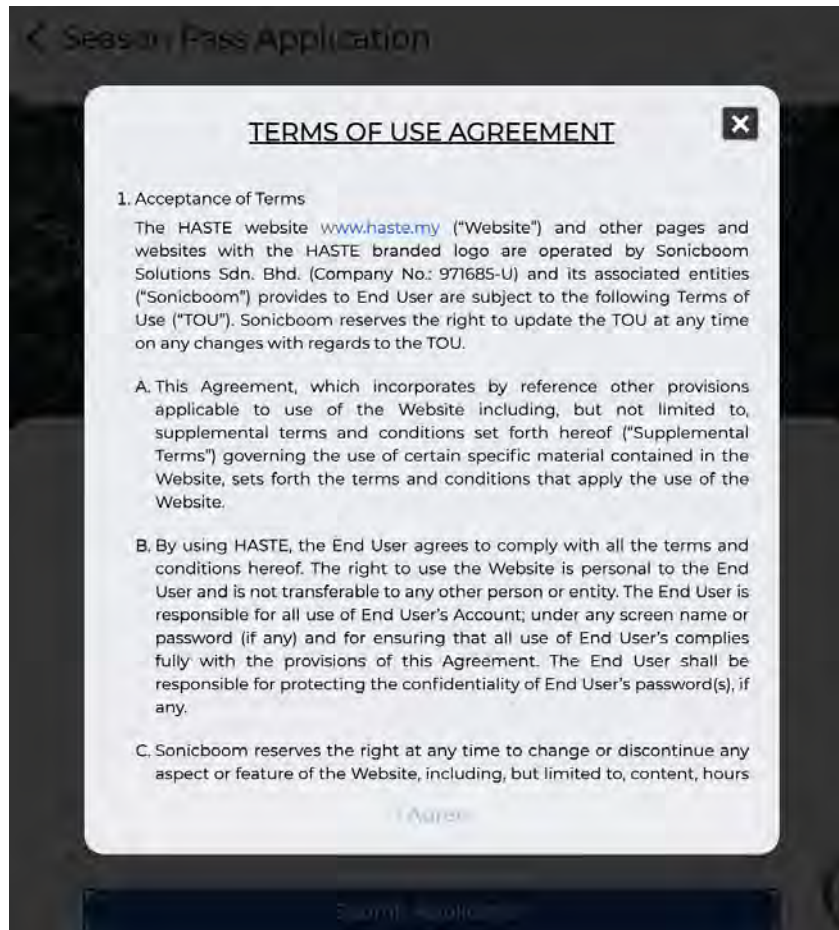 < Season Pass Application
TERMS OF USE AGREEMENT
1. Acceptance of Terms
The HASTE website www.haste.my (“Website”) and other pages and
websites with the HASTE branded logo are operated by Sonicboom
Solutions Sdn. Bhd. (Company No.: 971685-U) and its associated entities
(“Sonicboom”) provides to End User are subject to the following Terms of
Use (“TOU”). Sonicboom reserves the right to update the TOU at any time
on any changes with regards to the TOU.
A. This Agreement, which incorporates by reference other provisions
applicable to use of the Website including, but not limited to,
supplemental terms and conditions set forth hereof (“Supplemental
Terms”) governing the use of certain specific material contained in the
Website, sets forth the terms and conditions that apply the use of the
Website.
B. By using HASTE, the End User agrees to comply with all the terms and
conditions hereof. The right to use the Website is personal to the End
User and is not transferable to any other person or entity. The End User is
responsible for all use of End User’s Account; under any screen name or
password (if any) and for ensuring that all use of End User’s complies
fully with the provisions of this Agreement. The End User shall be
responsible for protecting the confidentiality of End User’s password(s), if
any.
C. Sonicboom reserves the right at any time to change or discontinue any
aspect or feature of the Website, including, but limited to, content, hours
I Agree
Submit Application